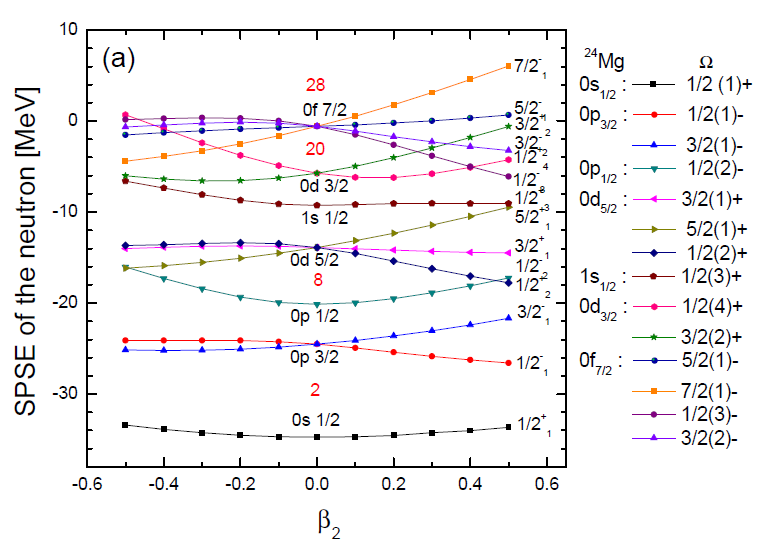 (a)
SPSE of the neutron [MeV]
10
0
-10
-20
-30
-0.6 -0.4 -0.2 0.0 0.2 0.4 0.6
β2
28
0f 7/2
20
0d 3/2
1s 1/2
0d 5/2
8
0p 1/2
0p 3/2
2
0s 1/2
7/2-1
5/2-1
3/2+2
3/2-2
1/2+4
1/2-3
1/2+3
5/2+1
3/2+1
1/2-2
1/2+2
3/2-1
1/2-1
1/2+1
24Mg Ω
0s1/2 : 1/2 (1)+
0p3/2 : 1/2(1)-
3/2(1)-
0p1/2 : 1/2(2)-
0d5/2 : 3/2(1)+
5/2(1)+
1/2(2)+
1s1/2 : 1/2(3)+
0d3/2 : 1/2(4)+
3/2(2)+
0f7/2 : 5/2(1)-
7/2(1)-
1/2(3)-
3/2(2)-